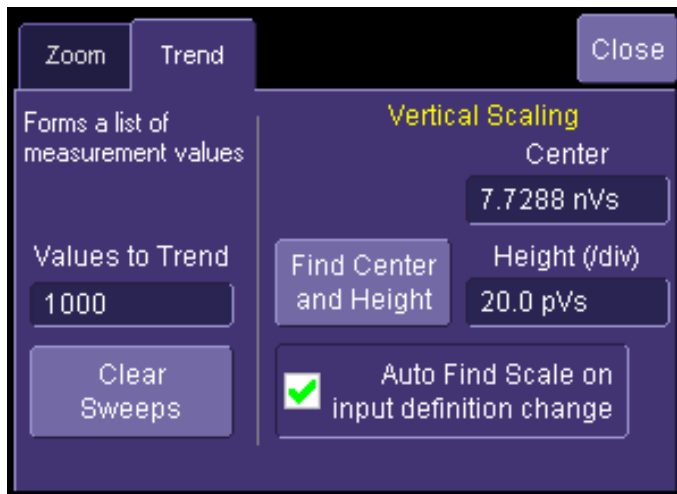 Zoom
Trend
Close
Forms a list of
measurement values
Vertical Scaling
Center
7.7288 nVs
Values to Trend
1000
Find Center
and Height
Height (/div)
20.0 pVs
Clear
Sweeps
Auto Find Scale on
input definition change